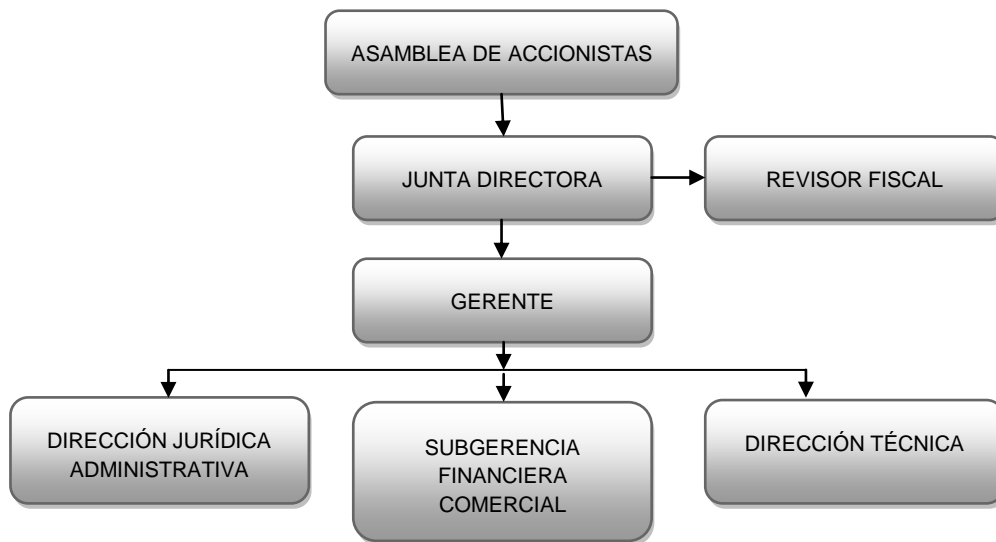 ASAMBLEA DE ACCIONISTAS
JUNTA DIRECTORA
REVISOR FISCAL
GERENTE
DIRECCIÓN JURÍDICA
ADMINISTRATIVA
SUBGERENCIA
FINANCIERA
COMERCIAL
DIRECCIÓN TÉCNICA